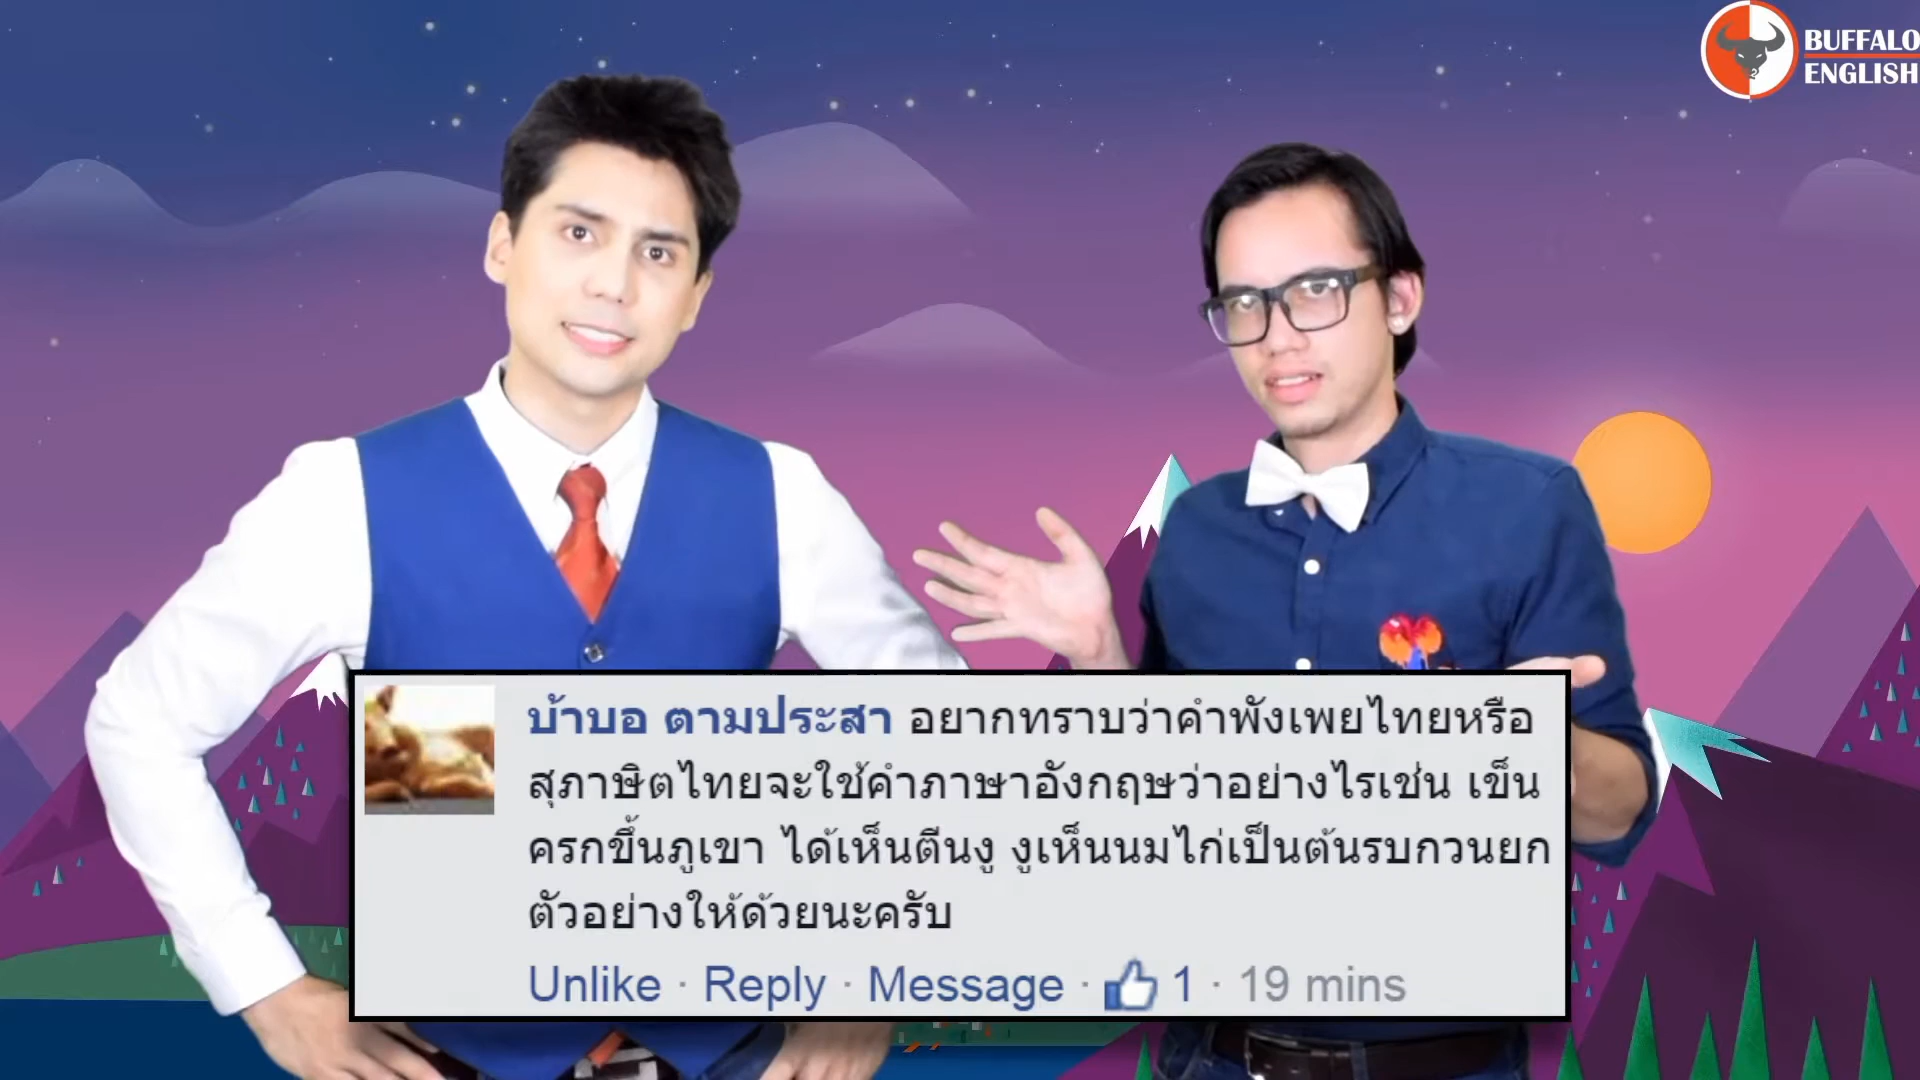 BUFFALO
ENGLISH
บ้าบอ ตามประสา อยากทราบว่าคำพังเพยไทยหรือ
สุภาษิตไทยจะใช้คำภาษาอังกฤษว่าอย่างไรเช่น เข็น
ครกขึ้นภูเขา ได้เห็นตีนงู งูเห็นนมไก่เป็นต้นรบกวนยก
ตัวอย่างให้ด้วยนะครับ
Unlike · Reply · Message · 1 · 19 mins